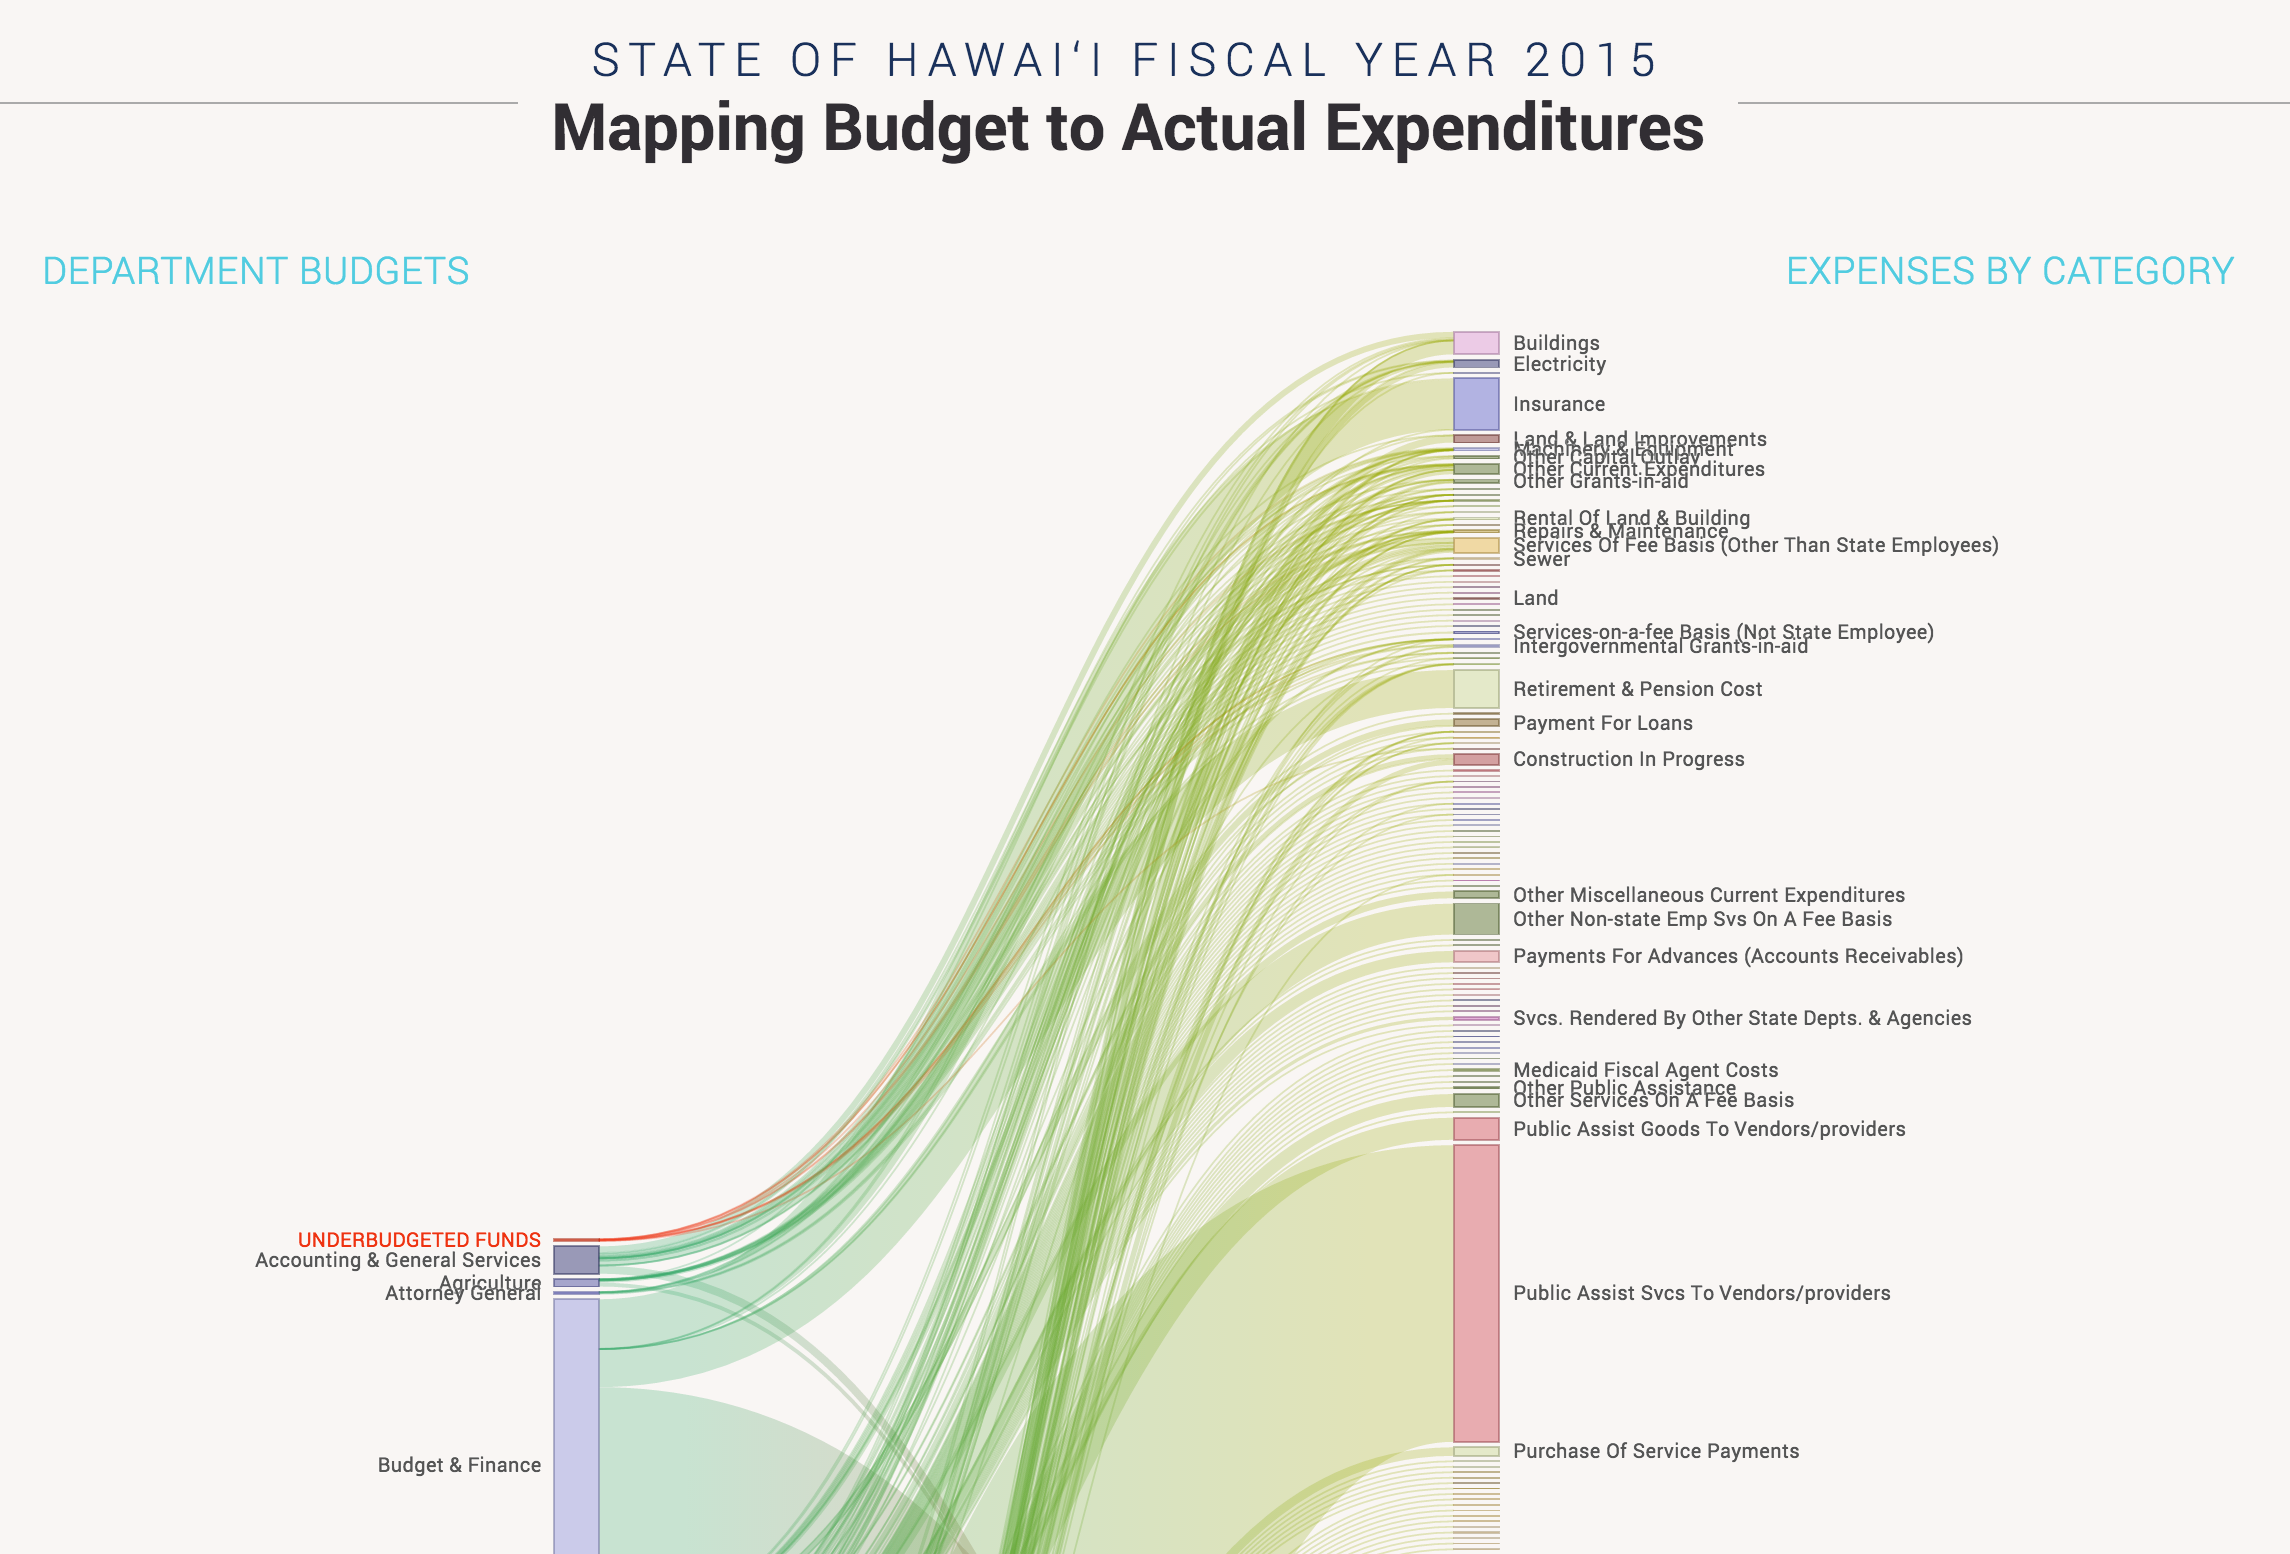 STATE OF HAWAIʻI FISCAL YEAR 2015
Mapping Budget to Actual Expenditures
DEPARTMENT BUDGETS
EXPENSES BY CATEGORY
Buildings
Electricity
Insurance
Land & Land Improvements
Machinery & Equipment
Other Capital Outlay
Other Current Expenditures
Other Grants-in-aid
Rental Of Land & Building
Repairs & Maintenance
Services Of Fee Basis (Other Than State Employees)
Sewer
Land
Services-on-a-fee Basis (Not State Employee)
Intergovernmental Grants-in-aid
Retirement & Pension Cost
Payment For Loans
Construction In Progress
Other Miscellaneous Current Expenditures
Other Non-state Emp Svs On A Fee Basis
Payments For Advances (Accounts Receivables)
Svcs. Rendered By Other State Depts. & Agencies
Medicaid Fiscal Agent Costs
Other Public Assistance
Other Services On A Fee Basis
Public Assist Goods To Vendors/providers
Public Assist Svcs To Vendors/providers
Purchase Of Service Payments
UNDERBUDGETED FUNDS
Accounting & General Services
Agriculture
Attorney General
Budget & Finance